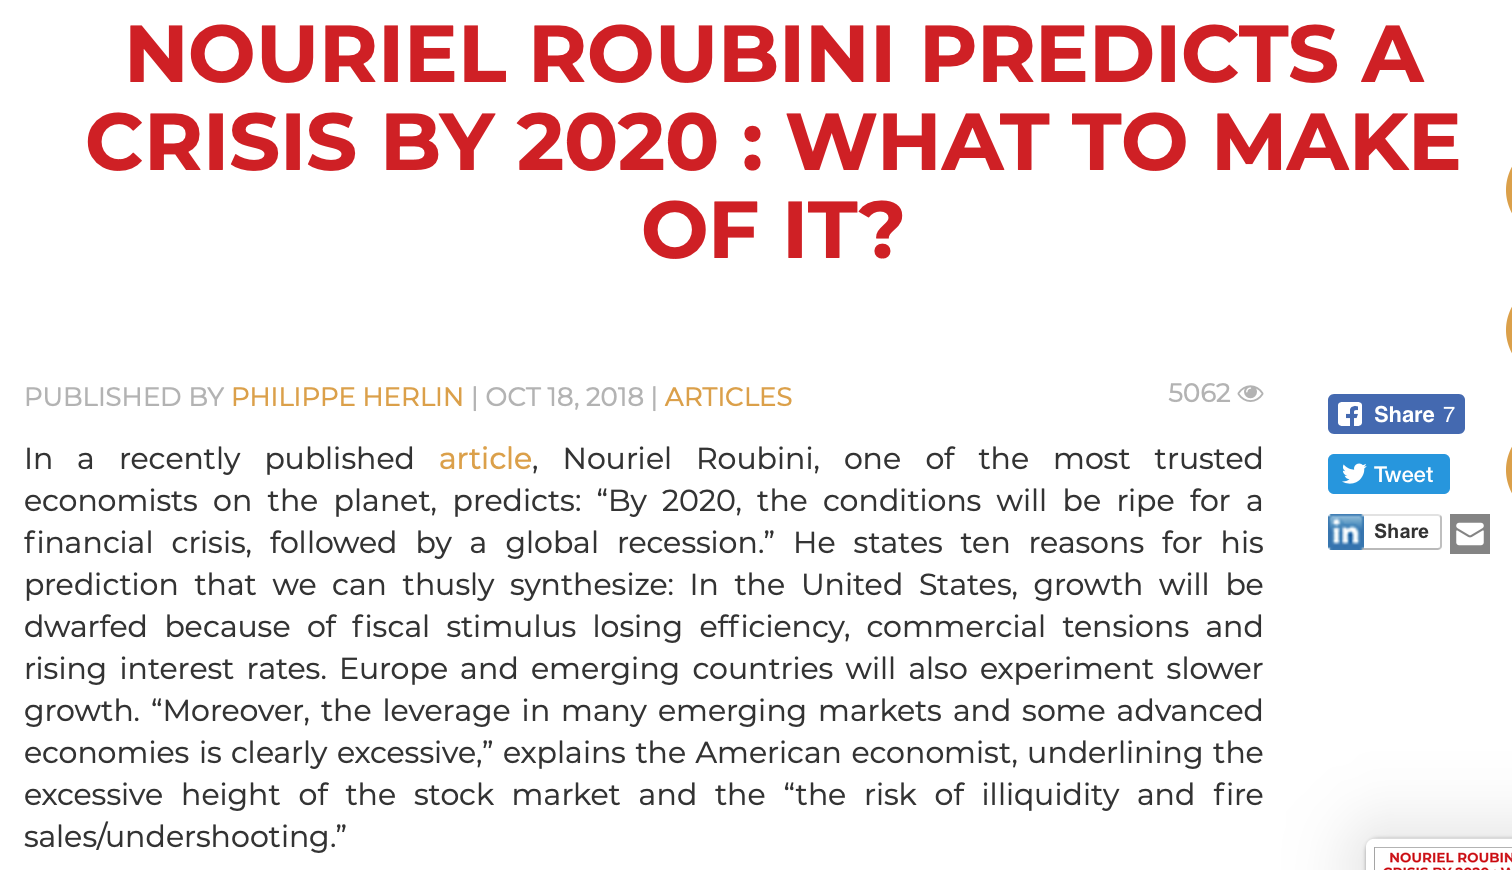 NOURIEL ROUBINI PREDICTS A
CRISIS BY 2020 : WHAT TO MAKE
OF IT?
PUBLISHED BY PHILIPPE HERLIN | OCT 18, 2018 | ARTICLES
5062
In a recently published article, Nouriel Roubini, one of the most trusted
economists on the planet, predicts: “By 2020, the conditions will be ripe for a
financial crisis, followed by a global recession.” He states ten reasons for his
prediction that we can thusly synthesize: In the United States, growth will be
dwarfed because of fiscal stimulus losing efficiency, commercial tensions and
rising interest rates. Europe and emerging countries will also experiment slower
growth. “Moreover, the leverage in many emerging markets and some advanced
economies is clearly excessive,” explains the American economist, underlining the
excessive height of the stock market and the “the risk of illiquidity and fire
sales/undershooting.”
Share 7
Tweet
in Share
NOURIEL ROUBIN